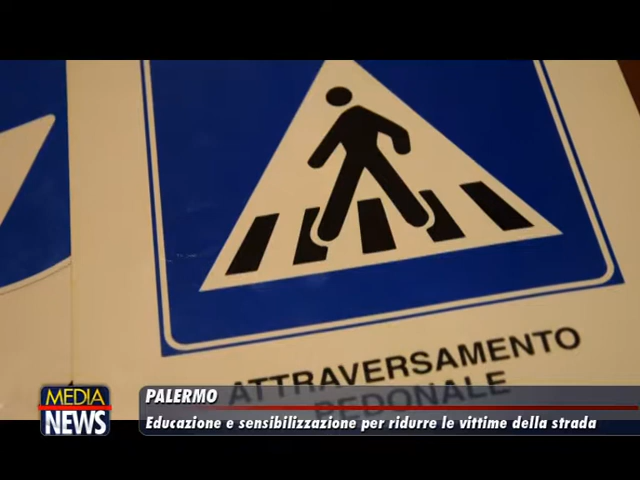 ATTRAVERSAMENTO
PEDONALE
MEDIA
NEWS
PALERMO
Educazione e sensibilizzazione per ridurre le vittime della strada